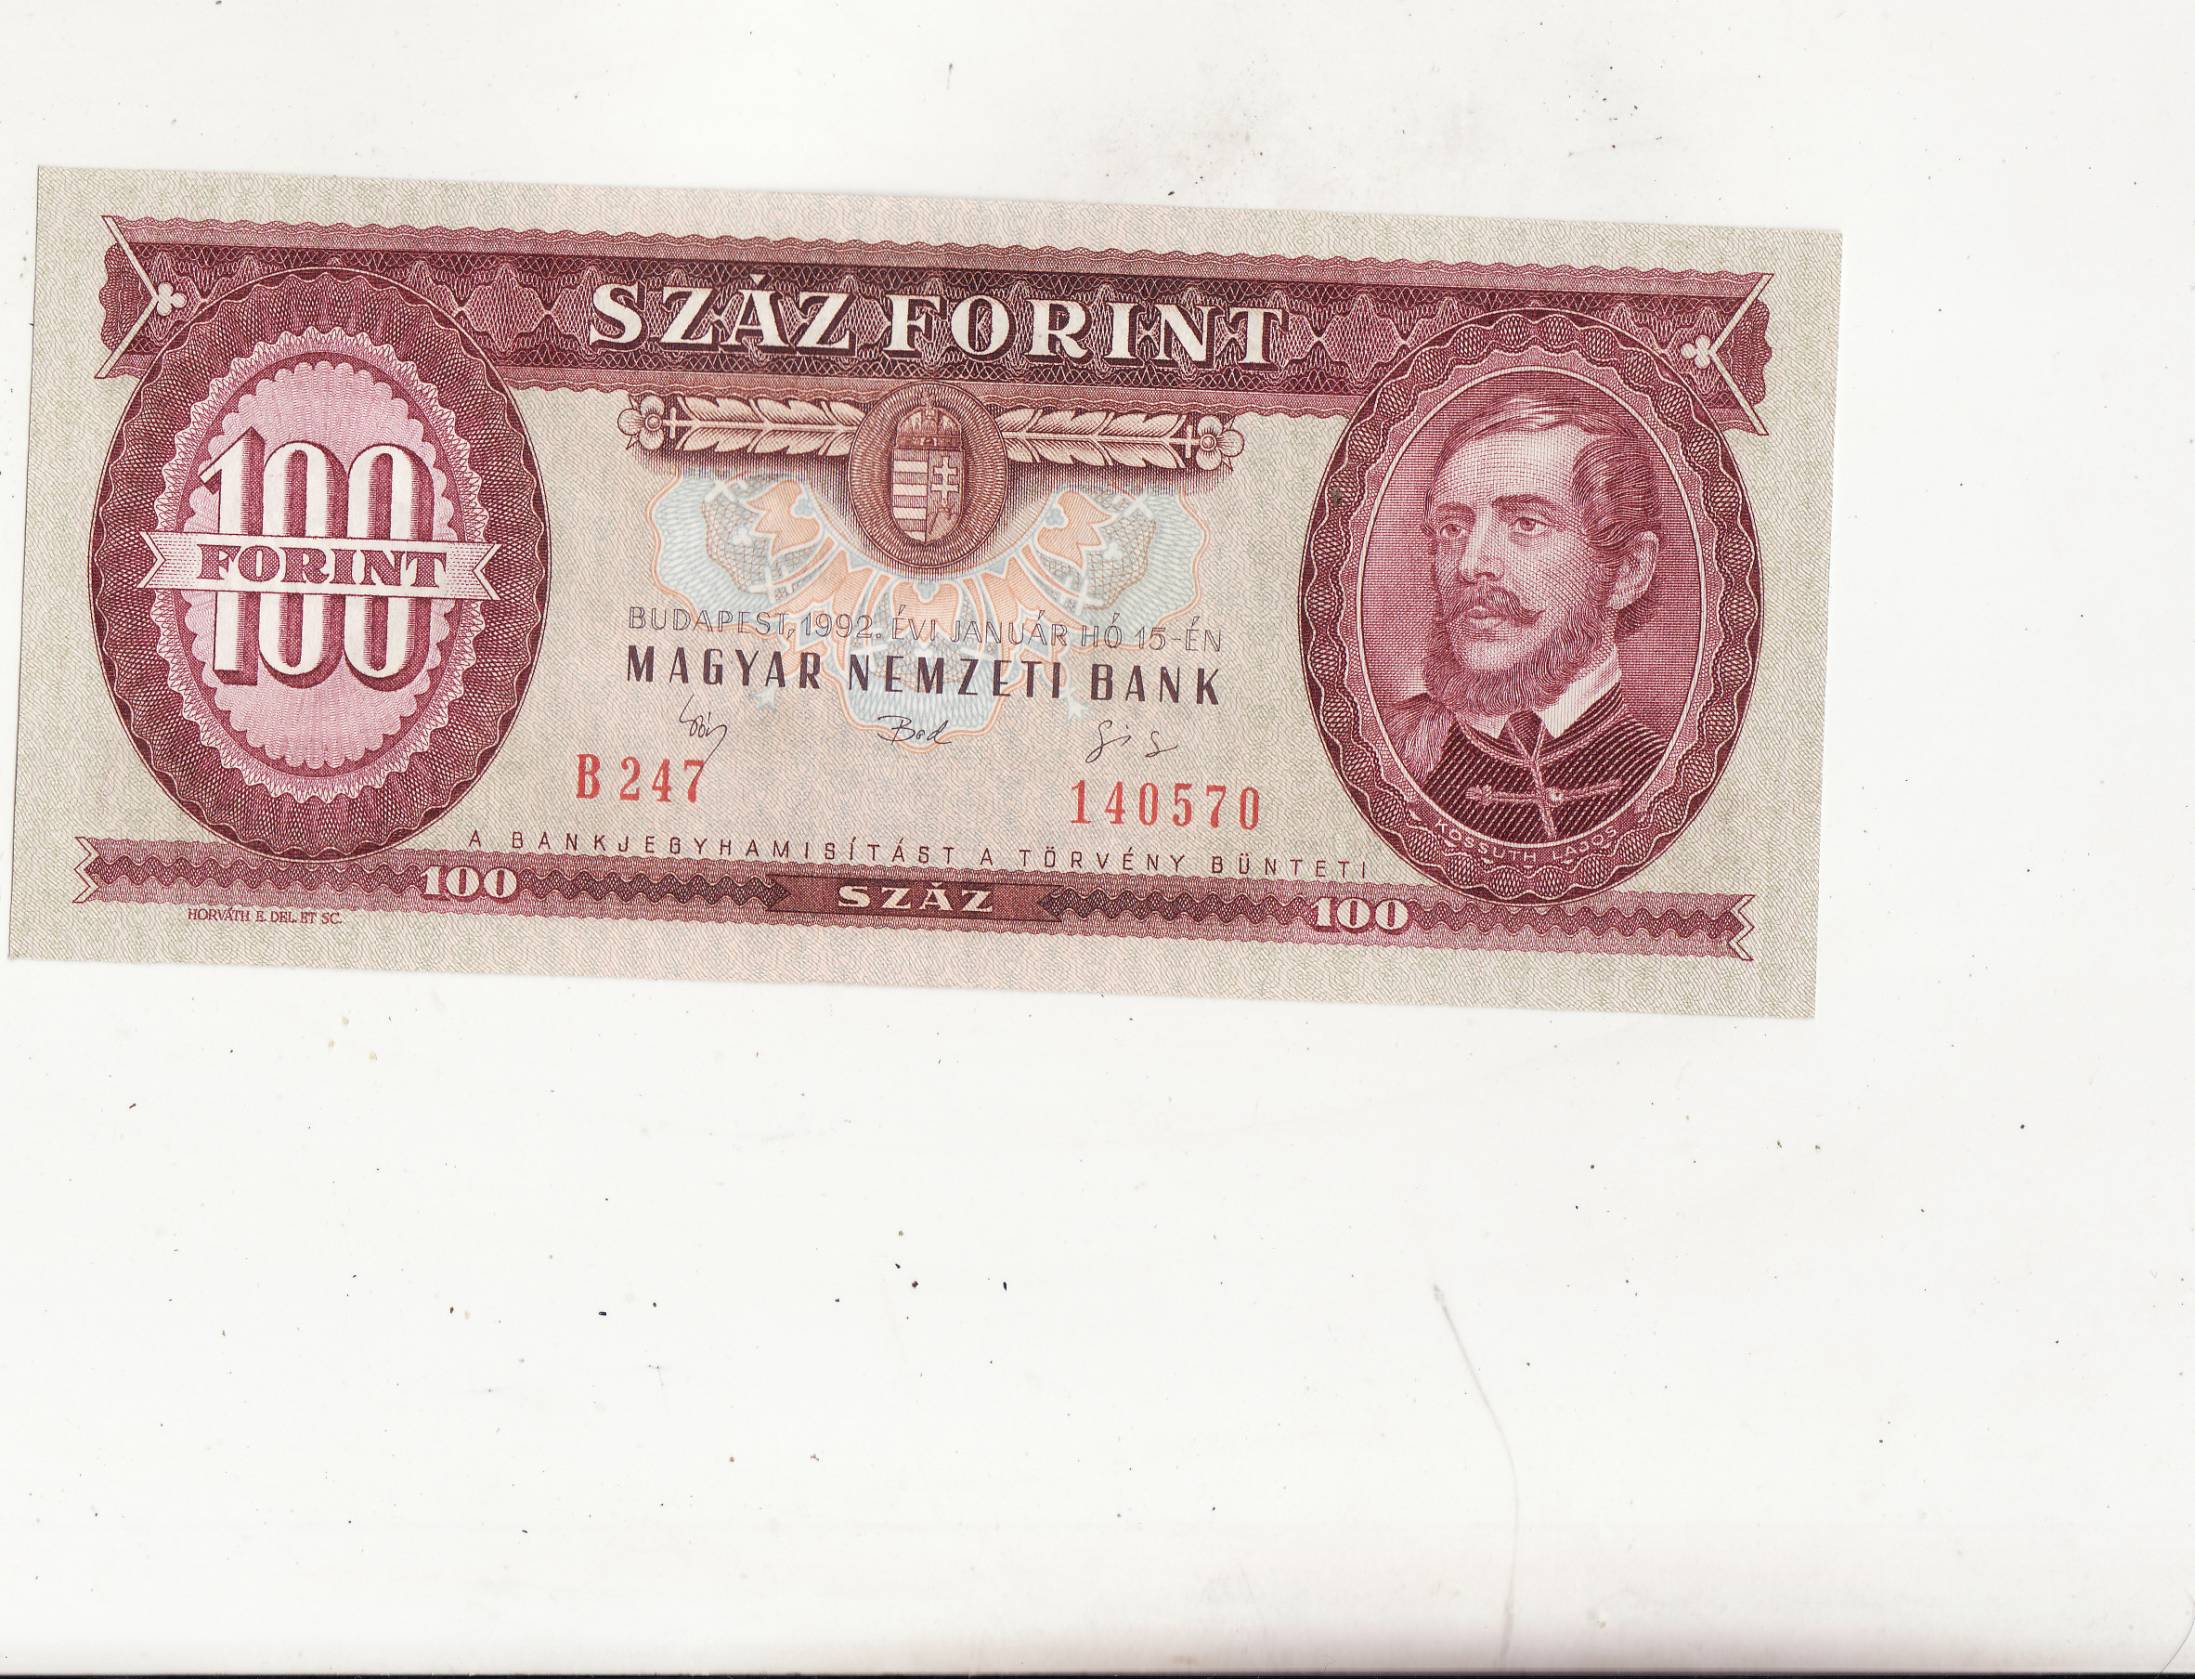 SZÁZ FORINT
100
FORINT
BUDAPEST, 1992. ÉVI JANUÁR HÓ 15-ÉN
MAGYAR NEMZETI BANK
B 247 140570
KOSSUTH LAJOS
A BANKJEGYHAMISÍTÁST A TÖRVÉNY BÜNTETI
100 SZÁZ 100
HORVÁTH E. DEL. ET SC.